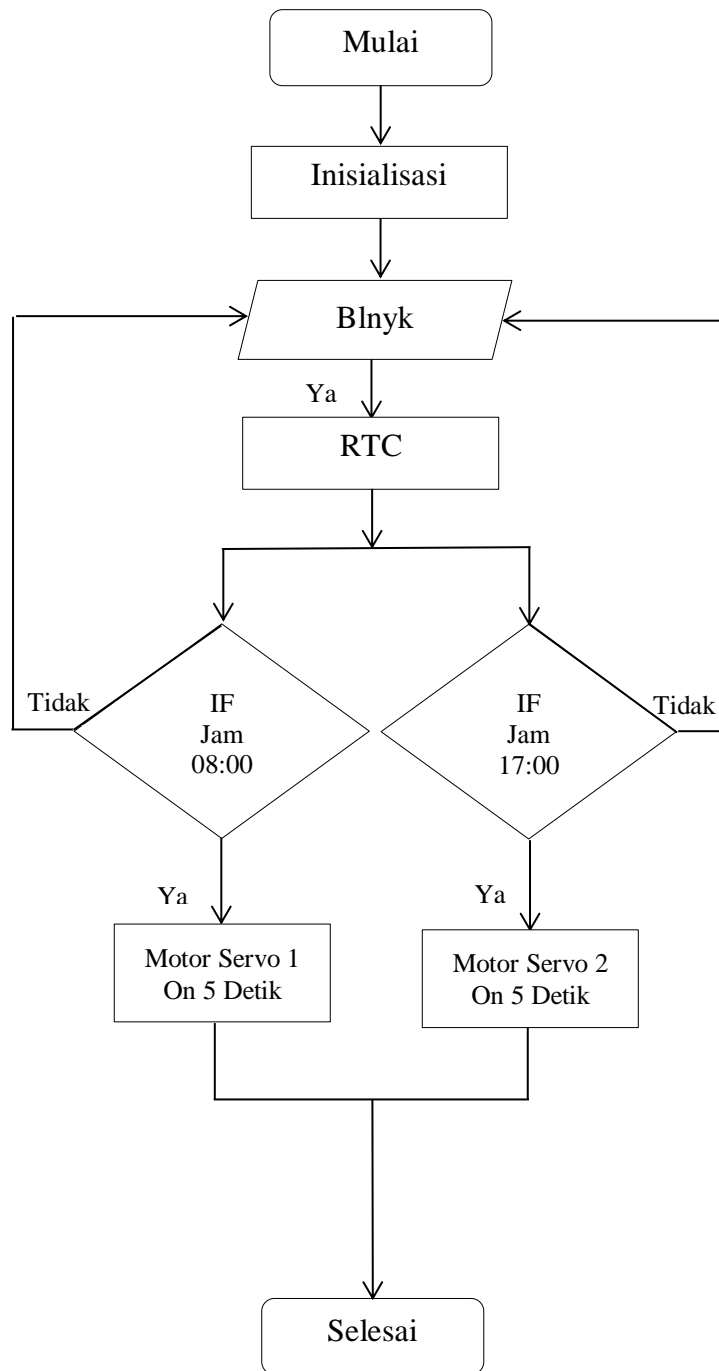 Mulai
Inisialisasi
Blnyk
Ya
RTC
Tidak
IF
Jam
08:00
IF
Jam
17:00
Tidak
Ya
Ya
Motor Servo 1
On 5 Detik
Motor Servo 2
On 5 Detik
Selesai